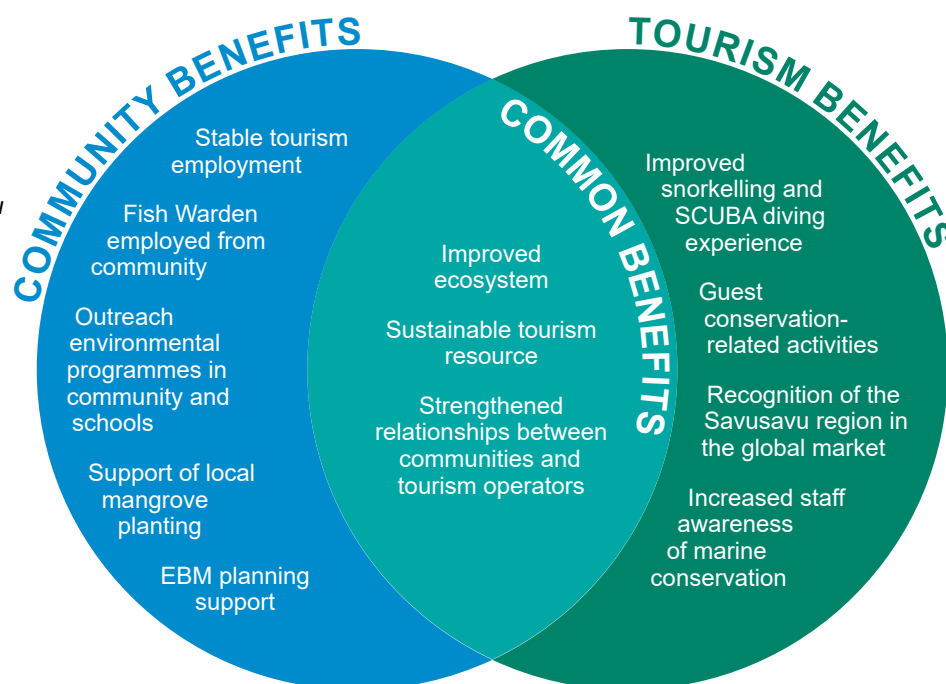 COMMUNITY BENEFITS
Stable tourism
employment
Fish Warden
employed from
community
Outreach
environmental
programmes in
community and
schools
Support of local
mangrove
planting
EBM planning
support
COMMON BENEFITS
Improved
ecosystem
Sustainable tourism
resource
Strengthened
relationships between
communities and
tourism operators
TOURISM BENEFITS
Improved
snorkelling and
SCUBA diving
experience
Guest
conservation-
related activities
Recognition of the
Savusavu region in
the global market
Increased staff
awareness
of marine
conservation